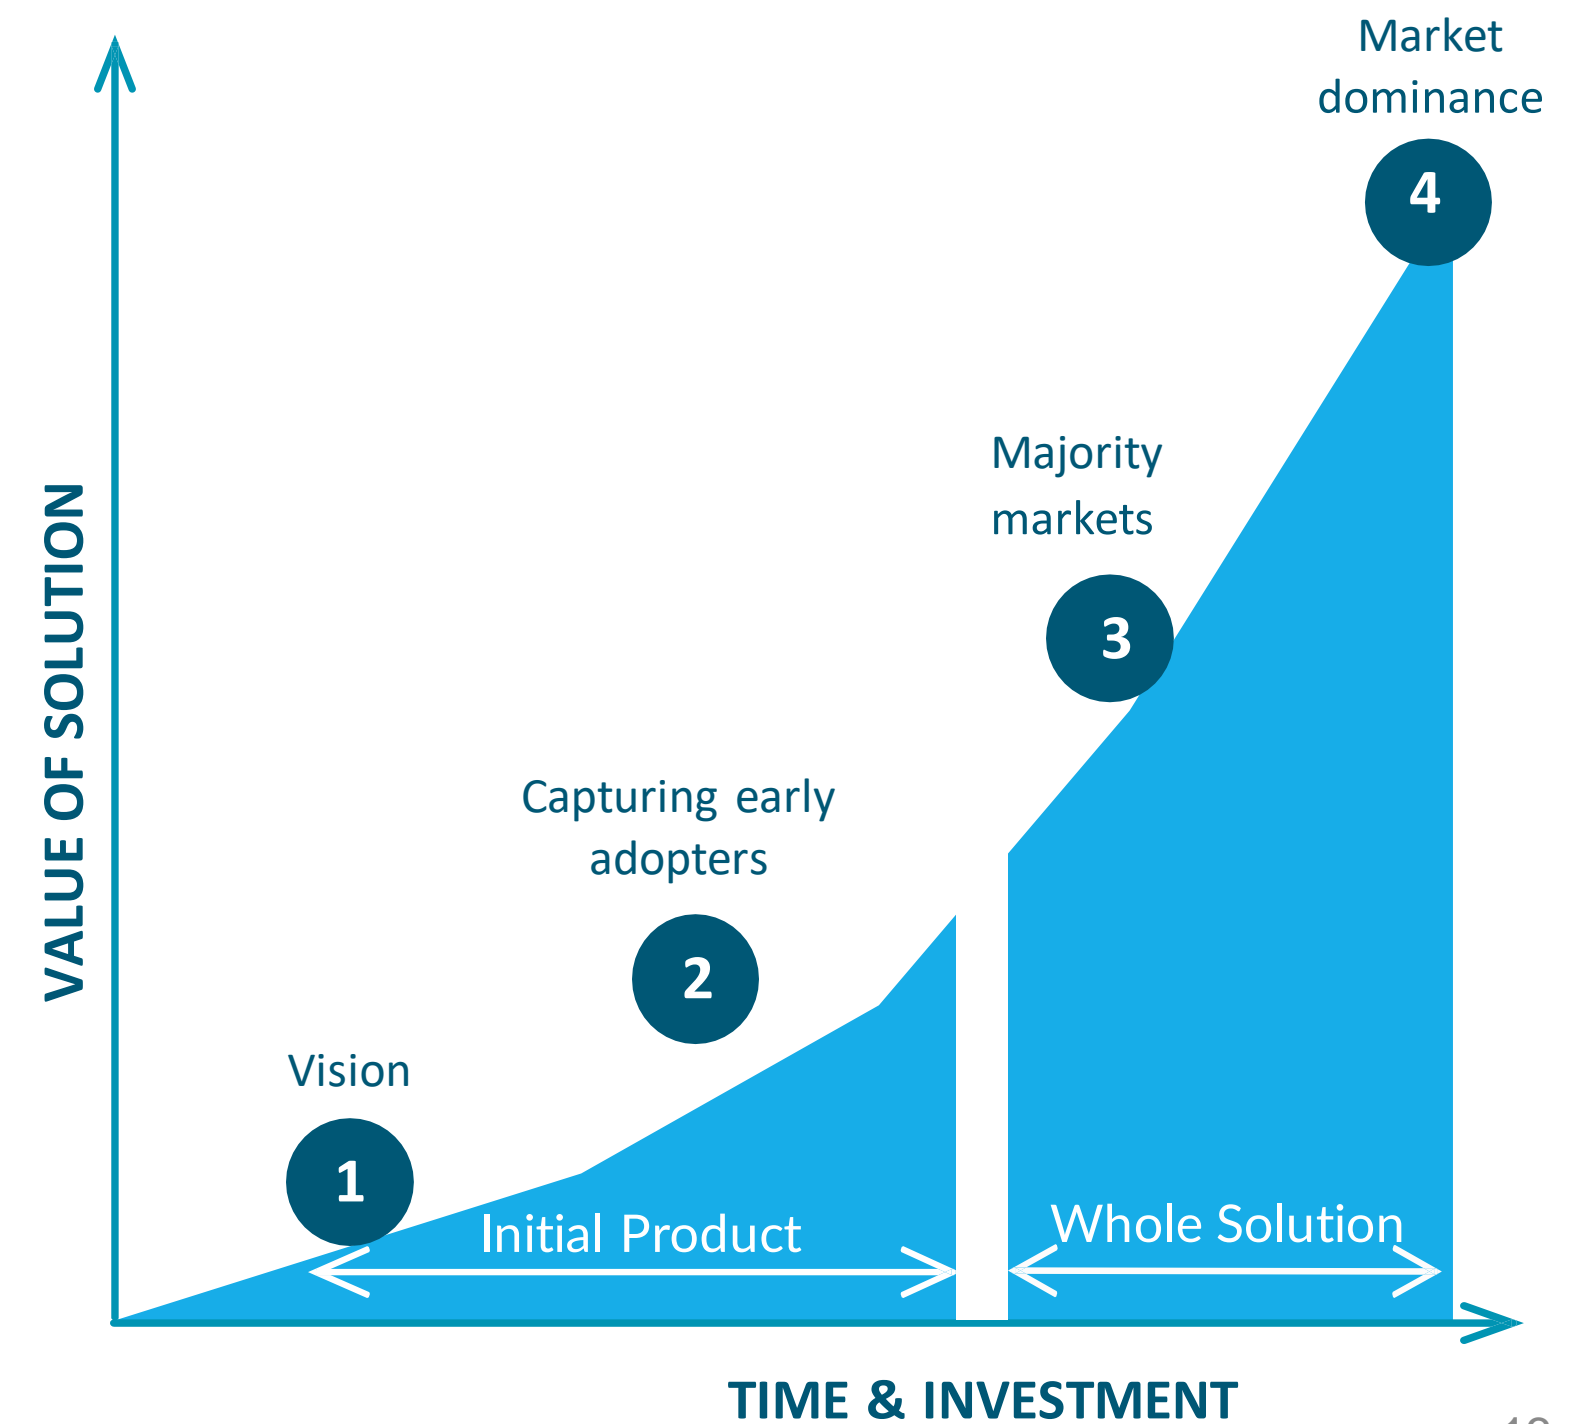 Market
dominance
4
Majority
markets
3
Capturing early
adopters
2
Vision
1
Initial Product
Whole Solution
VALUE OF SOLUTION
TIME & INVESTMENT